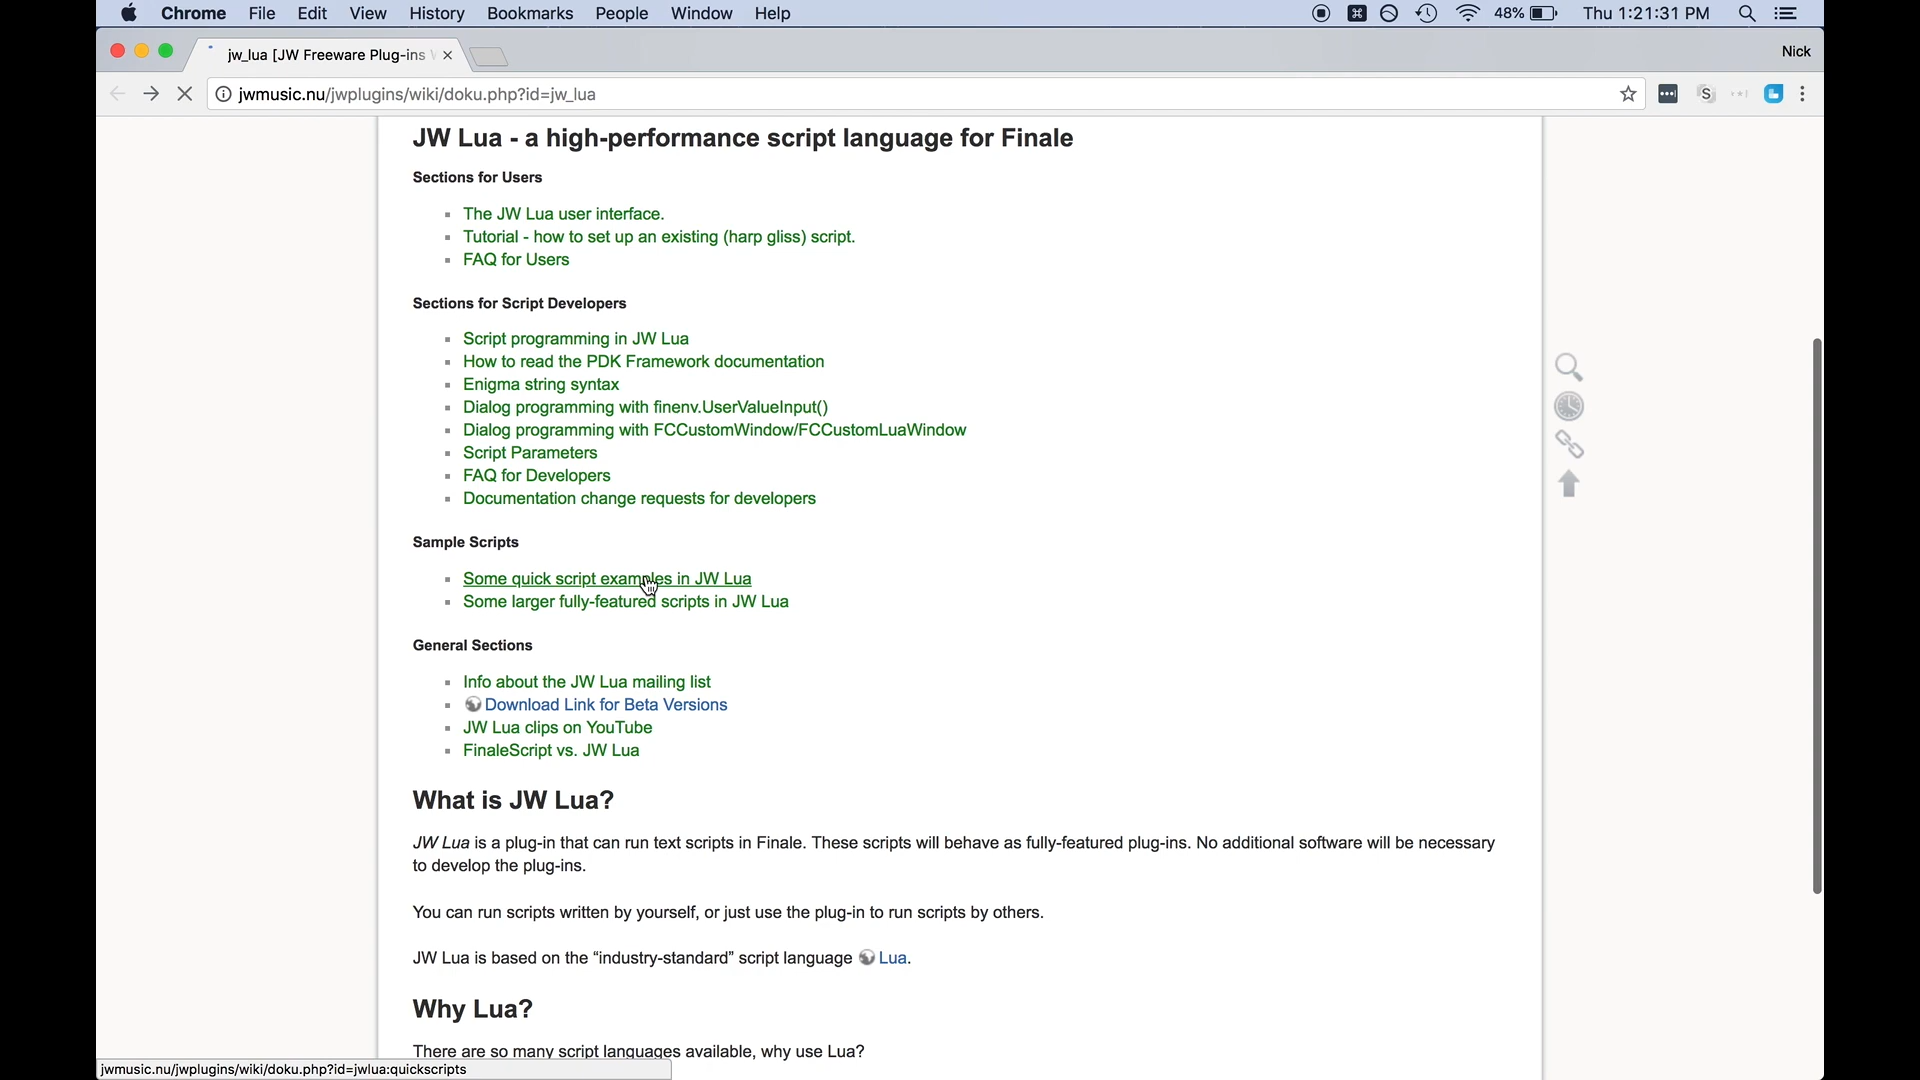 Chrome File Edit View History Bookmarks People Window Help 48% Thu 1:21:31 PM
jw_lua [JW Freeware Plug-ins Nick
jwmusic.nu/jwplugins/wiki/doku.php?id=jw_lua
JW Lua - a high-performance script language for Finale
Sections for Users
The JW Lua user interface.
Tutorial - how to set up an existing (harp gliss) script.
FAQ for Users
Sections for Script Developers
Script programming in JW Lua
How to read the PDK Framework documentation
Enigma string syntax
Dialog programming with finenv.UserValueInput()
Dialog programming with FCCustomWindow/FCCustomLuaWindow
Script Parameters
FAQ for Developers
Documentation change requests for developers
Sample Scripts
Some quick script examples in JW Lua
Some larger fully-featured scripts in JW Lua
General Sections
Info about the JW Lua mailing list
Download Link for Beta Versions
JW Lua clips on YouTube
FinaleScript vs. JW Lua
What is JW Lua?
JW Lua is a plug-in that can run text scripts in Finale. These scripts will behave as fully-featured plug-ins. No additional software will be necessary
to develop the plug-ins.
You can run scripts written by yourself, or just use the plug-in to run scripts by others.
JW Lua is based on the “industry-standard” script language Lua.
Why Lua?
There are so many script languages available, why use Lua?
jwmusic.nu/jwplugins/wiki/doku.php?id=jwlua:quickscripts